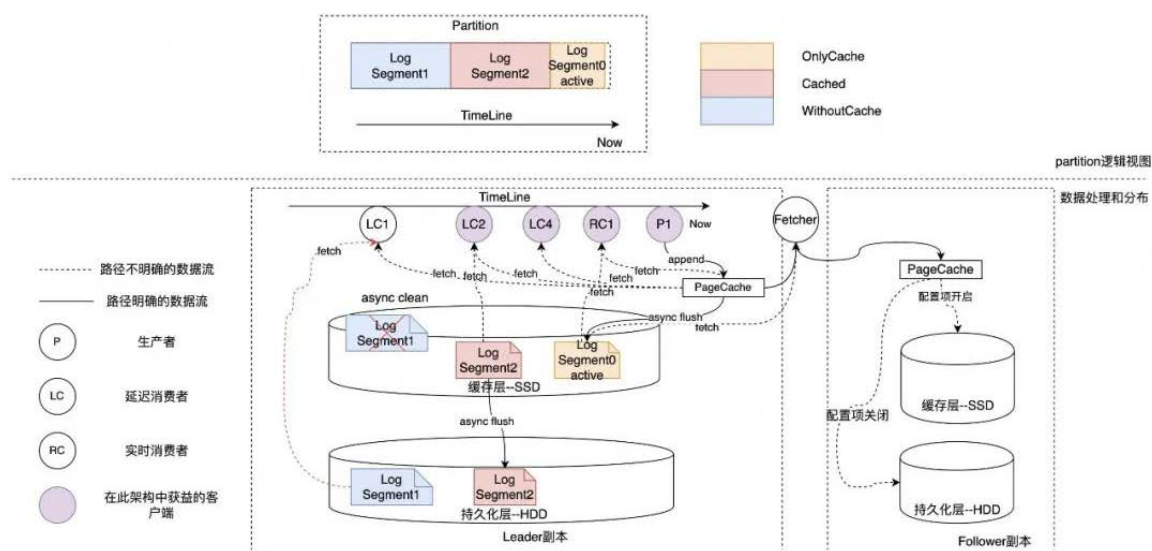 Partition
Log
Segment1
Log
Segment2
Log
Segment0
active
TimeLine
Now
OnlyCache
Cached
WithoutCache
partition逻辑视图
数据处理和分布
TimeLine
LC1
LC2
LC4
RC1
P1
Now
Fetcher
fetch
append
fetch
fetch
fetch
fetch
fetch
PageCache
PageCache
配置项开启
async clean
async flush
fetch
Log
Segment1
Log
Segment2
Log
Segment0
active
缓存层--SSD
缓存层--SSD
配置项关闭
async flush
Log
Segment1
Log
Segment2
持久化层--HDD
持久化层--HDD
Leader副本
Follower副本
路径不明确的数据流
路径明确的数据流
P
生产者
LC
延迟消费者
RC
实时消费者
在此架构中获益的客
户端